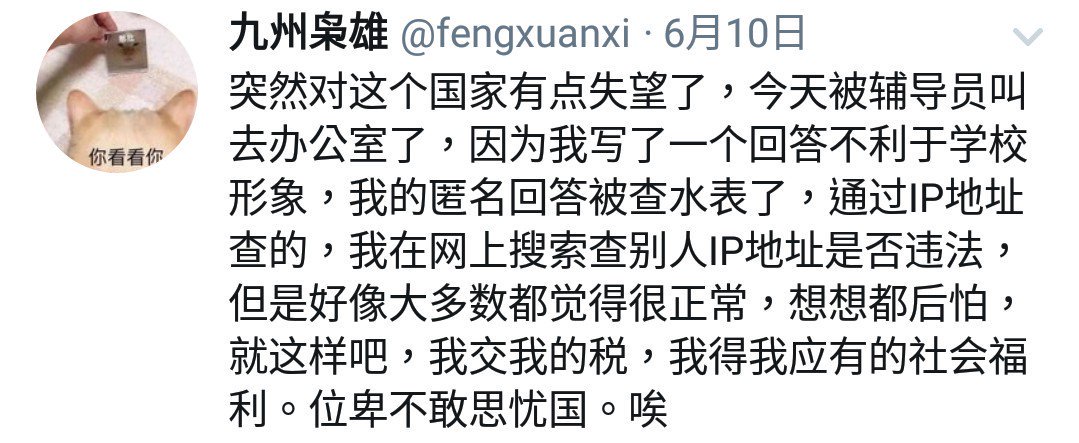 九州枭雄 @fengxuanxi · 6月10日
突然对这个国家有点失望了，今天被辅导员叫
去办公室了，因为我写了一个回答不利于学校
形象，我的匿名回答被查水表了，通过IP地址
查的，我在网上搜索查别人IP地址是否违法，
但是好像大多数都觉得很正常，想想都后怕，
就这样吧，我交我的税，我得我应有的社会福
利。位卑不敢思忧国。唉
你看看你